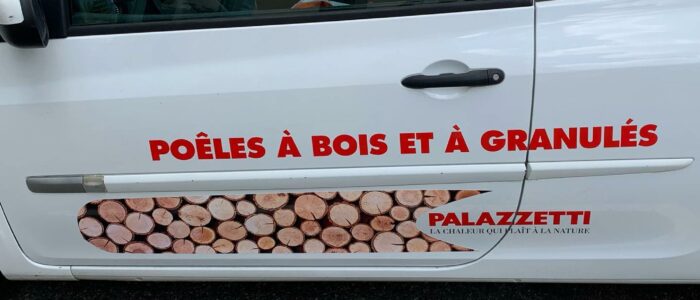 POÊLES À BOIS ET À GRANULÉS
PALAZZETTI
LA CHALEUR QUI PLAÎT À LA NATURE